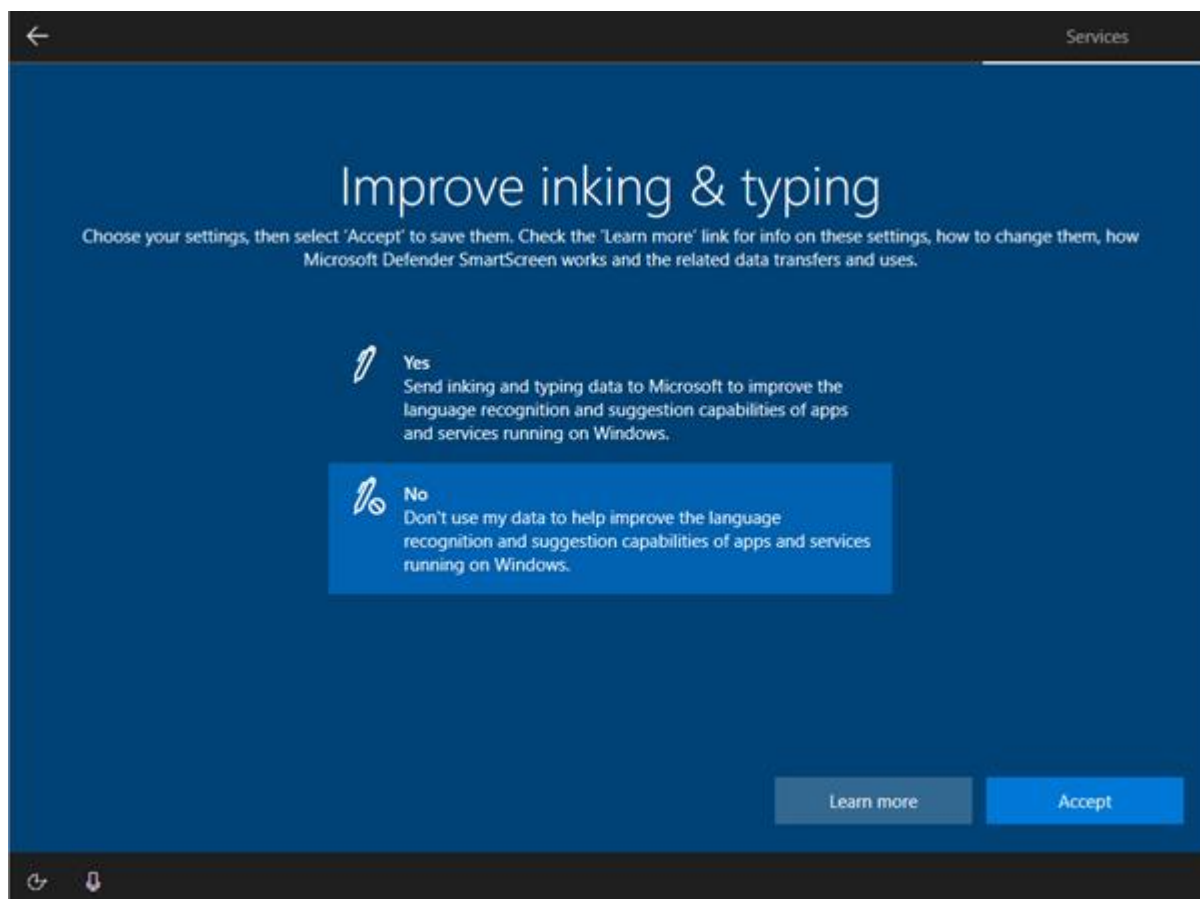 Services
Improve inking & typing
Choose your settings, then select 'Accept' to save them. Check the 'Learn more' link for info on these settings, how to change them, how
Microsoft Defender SmartScreen works and the related data transfers and uses.
Yes
Send inking and typing data to Microsoft to improve the
language recognition and suggestion capabilities of apps
and services running on Windows.
No
Don't use my data to help improve the language
recognition and suggestion capabilities of apps and services
running on Windows.
Learn more
Accept